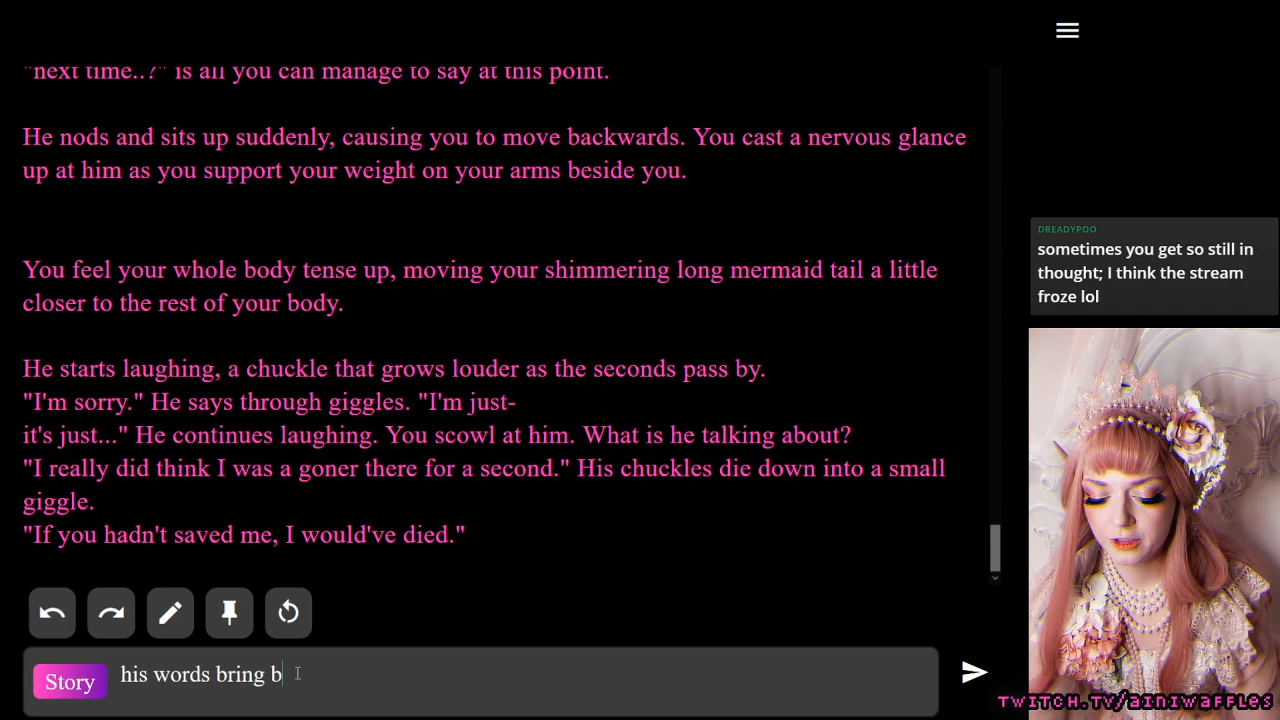 "next time..?" is all you can manage to say at this point.
He nods and sits up suddenly, causing you to move backwards. You cast a nervous glance
up at him as you support your weight on your arms beside you.
You feel your whole body tense up, moving your shimmering long mermaid tail a little
closer to the rest of your body.
He starts laughing, a chuckle that grows louder as the seconds pass by.
"I'm sorry." He says through giggles. "I'm just-
it's just..." He continues laughing. You scowl at him. What is he talking about?
"I really did think I was a goner there for a second." His chuckles die down into a small
giggle.
"If you hadn't saved me, I would've died."
Story
his words bring b
DREADYPOO
sometimes you get so still in
thought; I think the stream
froze lol
TWITCH.TV/AINIWAFFLES